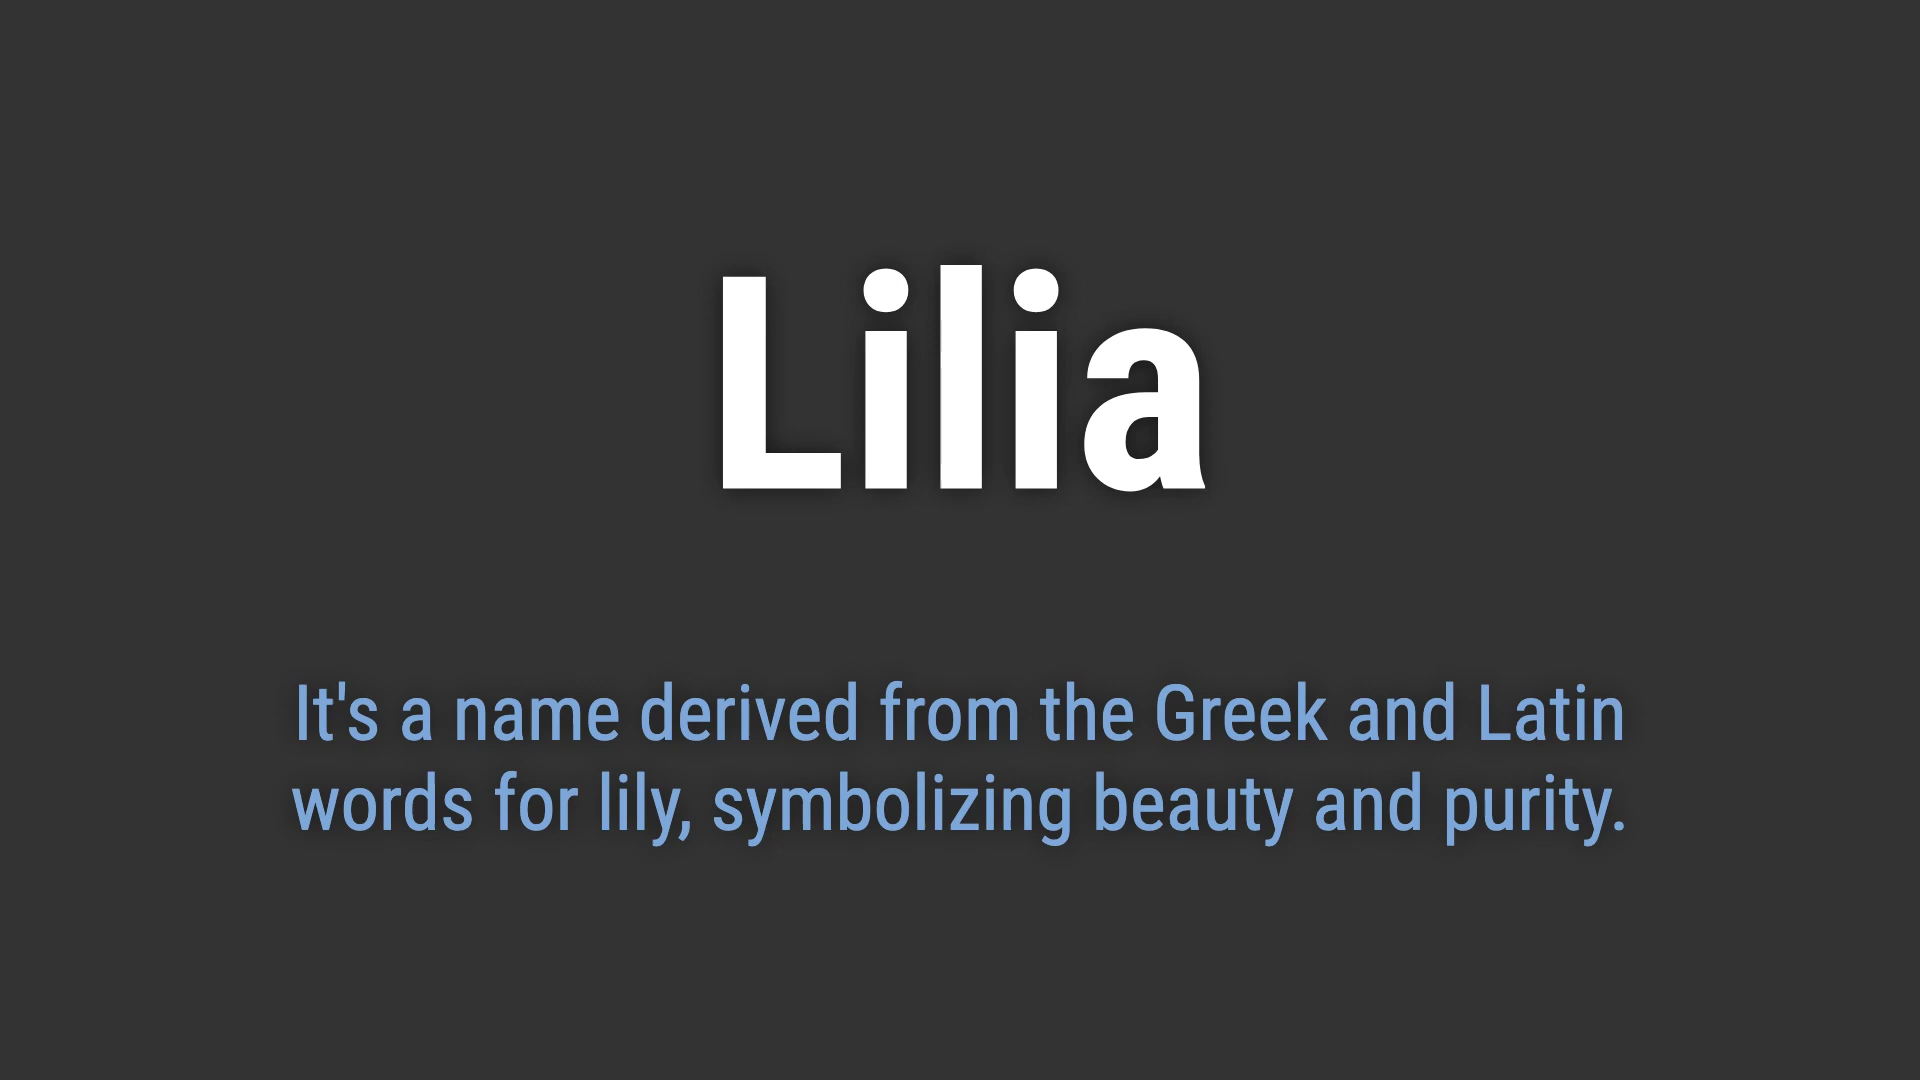 Lilia
It's a name derived from the Greek and Latin
words for lily, symbolizing beauty and purity.